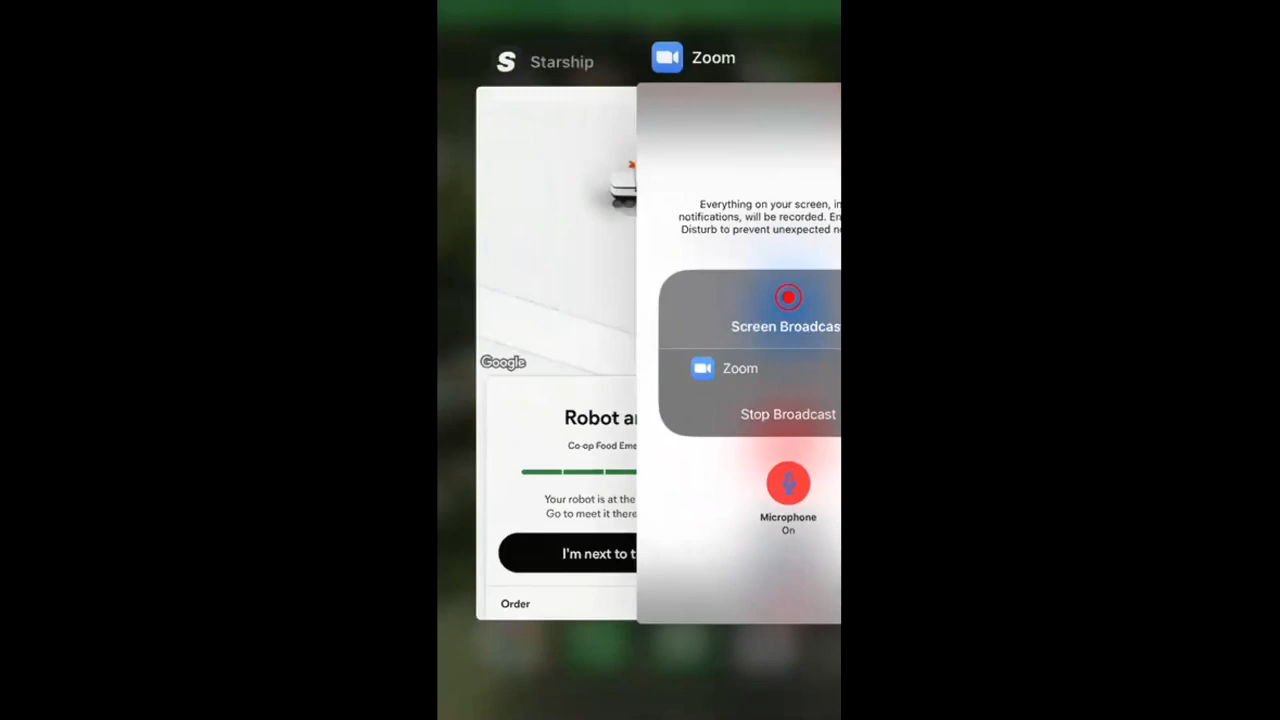 Starship
Zoom
Everything on your screen, in
notifications, will be recorded. En
Disturb to prevent unexpected n
Screen Broadcas
Zoom
Stop Broadcast
Microphone
On
Google
Robot a
Co-op Food Eme
Your robot is at the
Go to meet it there
I'm next to t
Order